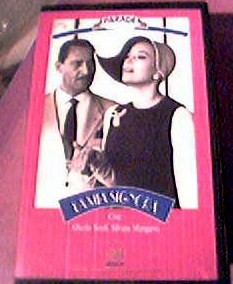 PARADE
LA MIA SIGNORA
Con
Alberto Sordi, Silvana Mangano